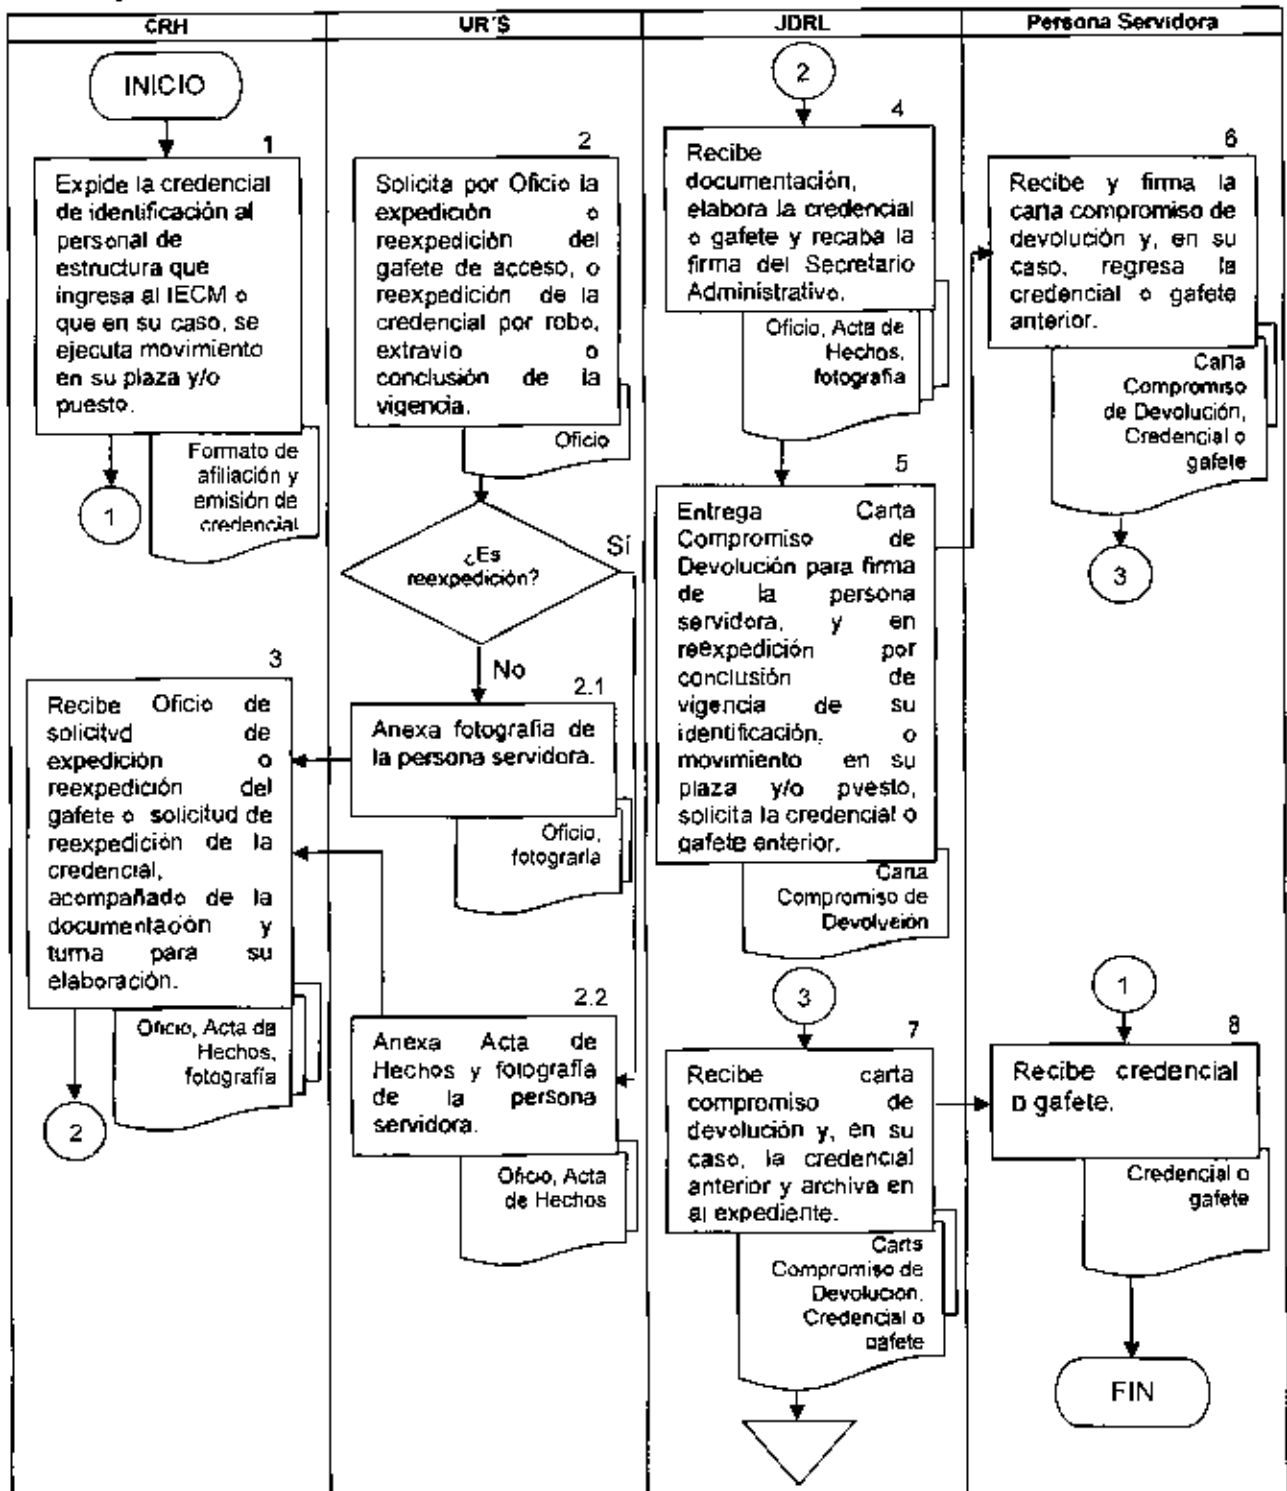 CRH
UR´S
JDRL
Persona Servidora
INICIO
1
Expide la credencial
de identificación al
personal de
estructura que
ingresa al IECM o
que en su caso, se
ejecuta movimiento
en su plaza y/o
puesto.
Formato de
afiliación y
emisión de
credencial
1
2
Solicita por Oficio la
expedición o
reexpedición del
gafete de acceso, o
reexpedición de la
credencial por robo,
extravio o
conclusión de la
vigencia.
Oficio
¿Es
reexpedición?
Sí
No
2.1
Anexa fotografía de
la persona servidora.
Oficio,
fotografía
2.2
Anexa Acta de
Hechos y fotografía
de la persona
servidora.
Oficio, Acta
de Hechos
3
Recibe Oficio de
solicitud de
expedición o
reexpedición del
gafete o solicitud de
reexpedición de la
credencial,
acompañado de la
documentación y
turna para su
elaboración.
Oficio, Acta de
Hechos,
fotografía
2
2
4
Recibe
documentación,
elabora la credencial
o gafete y recaba la
firma del Secretario
Administrativo.
Oficio, Acta de
Hechos,
fotografía
5
Entrega Carta
Compromiso de
Devolución para firma
de la persona
servidora, y en
reexpedición por
conclusión de
vigencia de su
identificación, o
movimiento en su
plaza y/o puesto,
solicita la credencial o
gafete enterior.
Carta
Compromiso de
Devolución
6
Recibe y firma la
carta compromiso de
devolución y, en su
caso, regresa la
credencial o gafete
anterior.
Carta
Compromiso
de Devolución,
Credencial o
gafete
3
3
7
Recibe carta
compromiso de
devolución y, en su
caso, la credencial
anterior y archiva en
el expediente.
Carta
Compromiso de
Devolución,
Credencial o
gafete
1
8
Recibe credencial
o gafete.
Credencial o
gafete
FIN